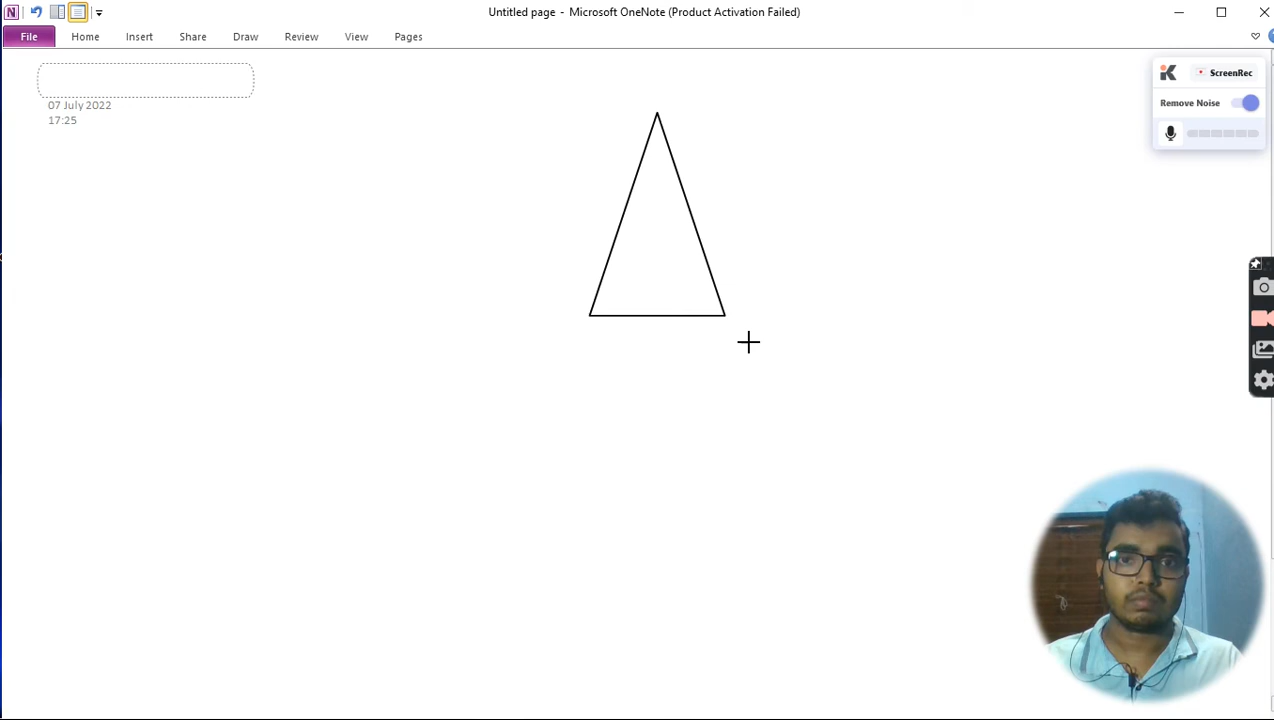 Untitled page - Microsoft OneNote (Product Activation Failed)
File Home Insert Share Draw Review View Pages
ScreenRec
Remove Noise
07 July 2022
17:25